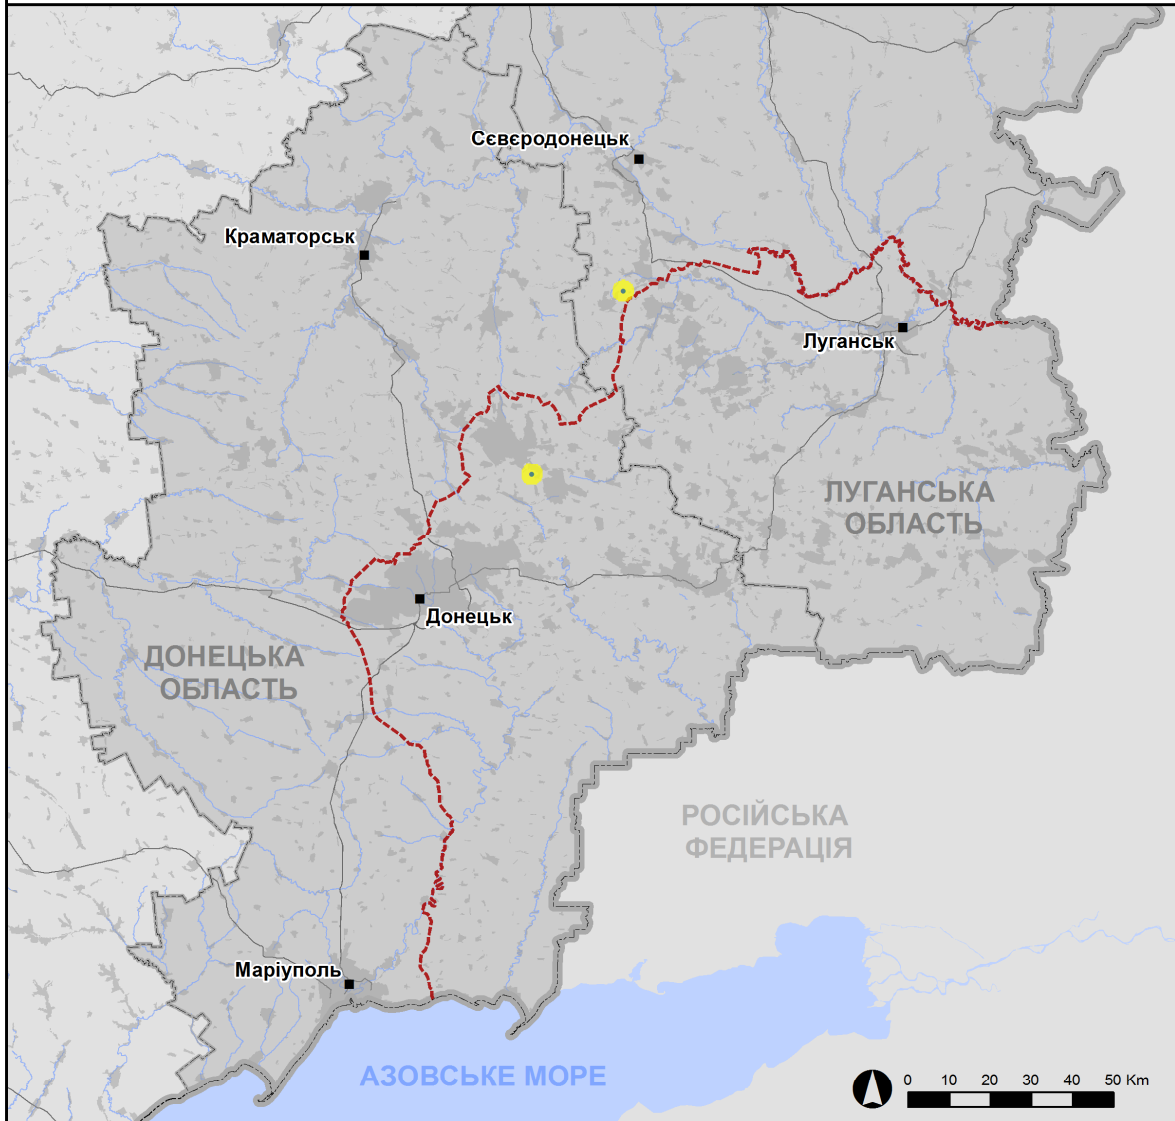 Сєвєродонецьк
Краматорськ
Луганськ
ЛУГАНСЬКА
ОБЛАСТЬ
Донецьк
ДОНЕЦЬКА
ОБЛАСТЬ
РОСІЙСЬКА
ФЕДЕРАЦІЯ
Маріуполь
АЗОВСЬКЕ МОРЕ
0 10 20 30 40 50 Km